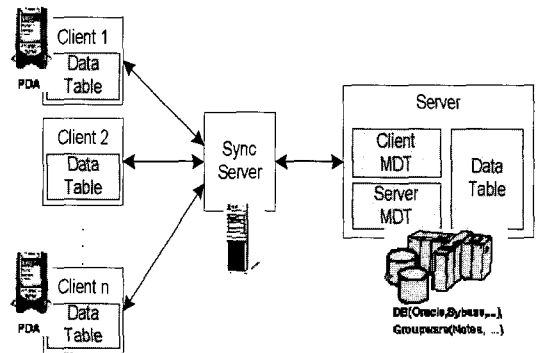 Client 1
Data
Table
PDA
Client 2
Data
Table
Sync
Server
Server
Client
MDT
Server
MDT
Data
Table
Client n
Data
Table
PDA
DB(Oracle,Sybase,...),
Groupware(Notes, ...)